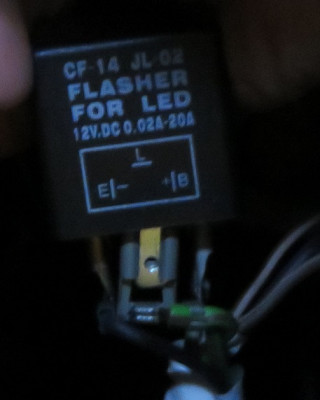 CF-14 JL-02
FLASHER
FOR LED
12V.DC 0.02A-20A
L
E|- +|B